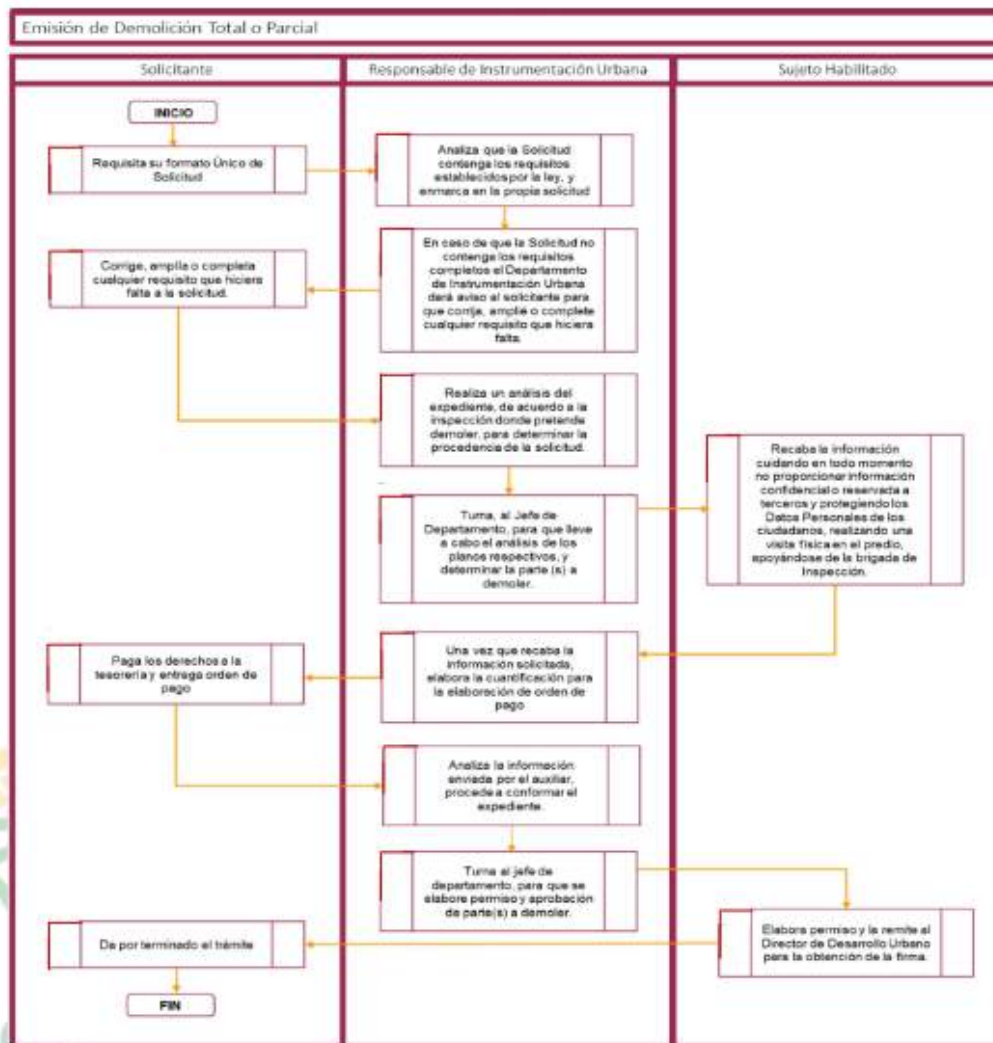 Emisión de Demolición Total o Parcial
Solicitante
Responsable de Instrumentación Urbana
Sujeto Habilitado
INICIO
Requisita su formato Único de
Solicitud
Analiza que la Solicitud
contenga los requisitos
establecidos por la ley, y
enmarca en la propia solicitud
En caso de que la Solicitud no
contenga los requisitos
completos el Departamento
de Instrumentación Urbana
dará aviso al solicitante para
que corrija, amplié o complete
cualquier requisito que hiciera
falta.
Corrige, amplía o completa
cualquier requisito que hiciera
falta a la solicitud.
Realiza un análisis del
expediente, de acuerdo a la
inspección donde pretende
demoler, para determinar la
procedencia de la solicitud.
Turna, al Jefe de
Departamento, para que lleve
a cabo el análisis de los
planos respectivos, y
determinar la parte (s) a
demoler.
Recaba la información
cuidando en todo momento
no proporcionar información
confidencial o reservada a
terceros y protegiendo los
Datos Personales de los
ciudadanos, realizando una
visita física en el predio,
apoyándose de la brigada de
Inspección.
Una vez que recaba la
información solicitada,
elabora la cuantificación para
la elaboración de orden de
pago
Paga los derechos a la
tesorería y entrega orden de
pago
Analiza la información
enviada por el auxiliar,
procede a conformar el
expediente.
Turna al jefe de
departamento, para que se
elabore permiso y aprobación
de parte(s) a demoler.
Elabora permiso y la remite al
Director de Desarrollo Urbano
para la obtención de la firma.
Da por terminado el trámite
FIN